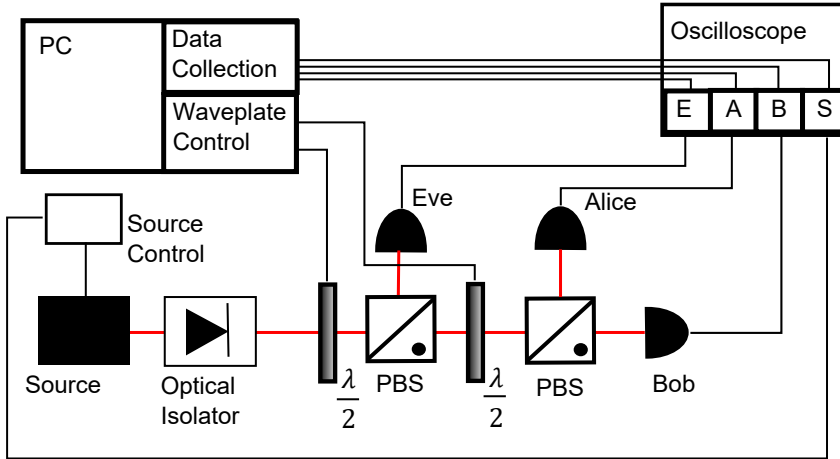 PC
Data
Collection
Waveplate
Control
Oscilloscope
E A B S
Eve
Alice
Source
Control
Source
Optical
Isolator
λ
2
PBS
λ
2
PBS
Bob